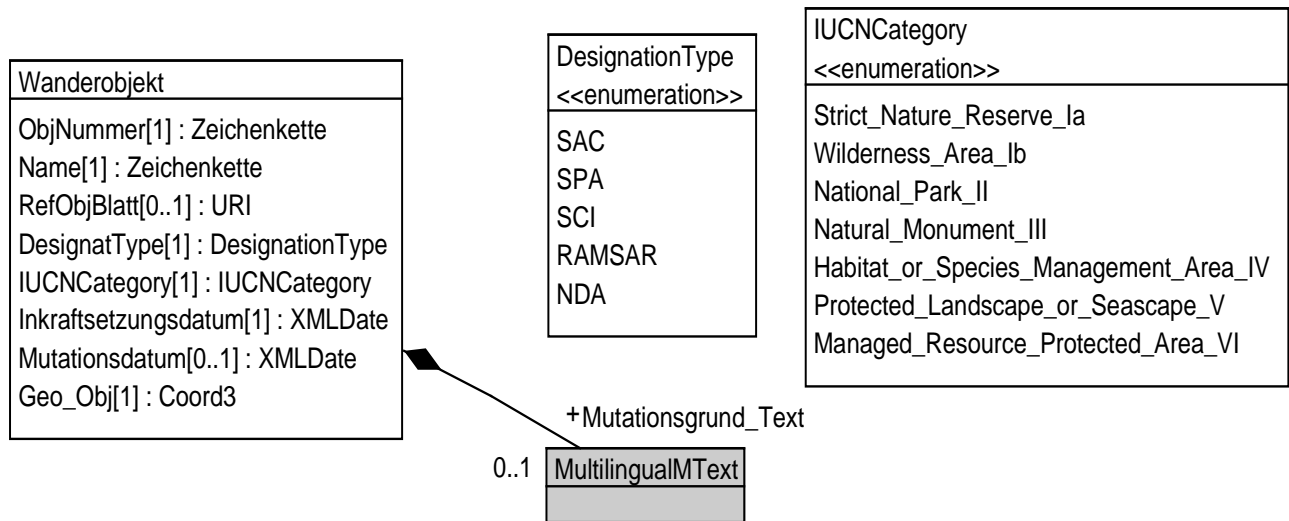 Wanderobjekt
ObjNummer[1] : Zeichenkette
Name[1] : Zeichenkette
RefObjBlatt[0..1] : URI
DesignatType[1] : DesignationType
IUCNCategory[1] : IUCNCategory
Inkraftsetzungsdatum[1] : XMLDate
Mutationsdatum[0..1] : XMLDate
Geo_Obj[1] : Coord3
DesignationType
<<enumeration>>
SAC
SPA
SCI
RAMSAR
NDA
IUCNCategory
<<enumeration>>
Strict_Nature_Reserve_Ia
Wilderness_Area_Ib
National_Park_II
Natural_Monument_III
Habitat_or_Species_Management_Area_IV
Protected_Landscape_or_Seascape_V
Managed_Resource_Protected_Area_VI
+Mutationsgrund_Text
0..1
MultilingualMText